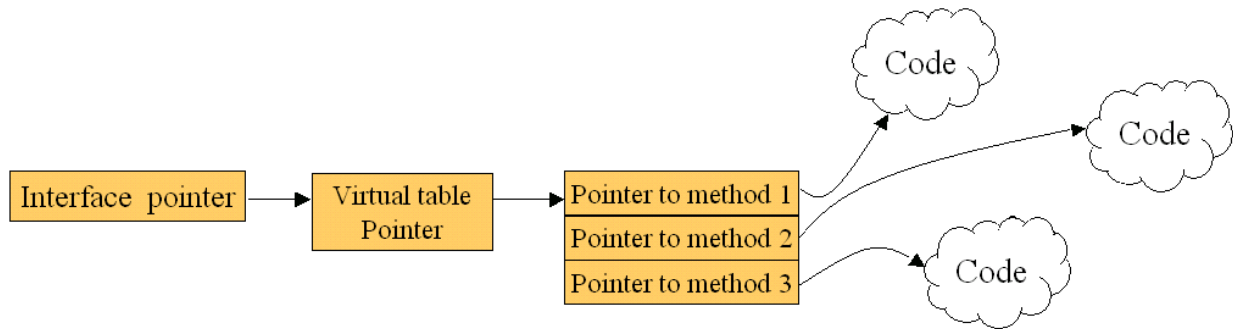 Interface pointer
Virtual table
Pointer
Pointer to method 1
Pointer to method 2
Pointer to method 3
Code
Code
Code